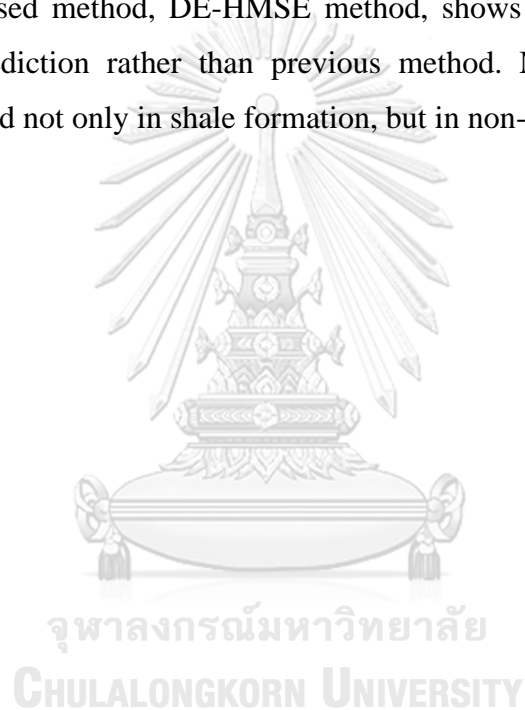 sed method, DE-HMSE method, shows
diction rather than previous method.
d not only in shale formation, but in non-
จุฬาลงกรณ์มหาวิทยาลัย
CHULALONGKORN UNIVERSITY